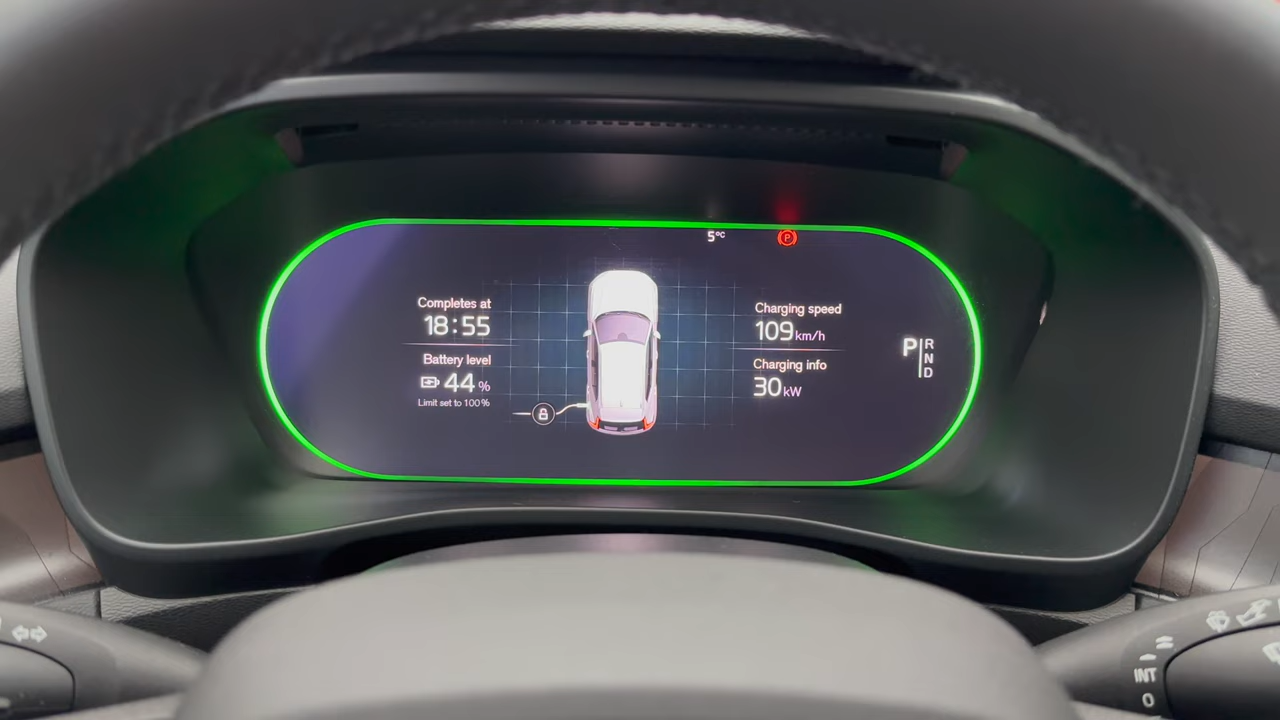 5°C
P
Completes at
18:55
Battery level
44 %
Limit set to 100 %
Charging speed
109 km/h
Charging info
30 kW
P
R
N
D
INT
0